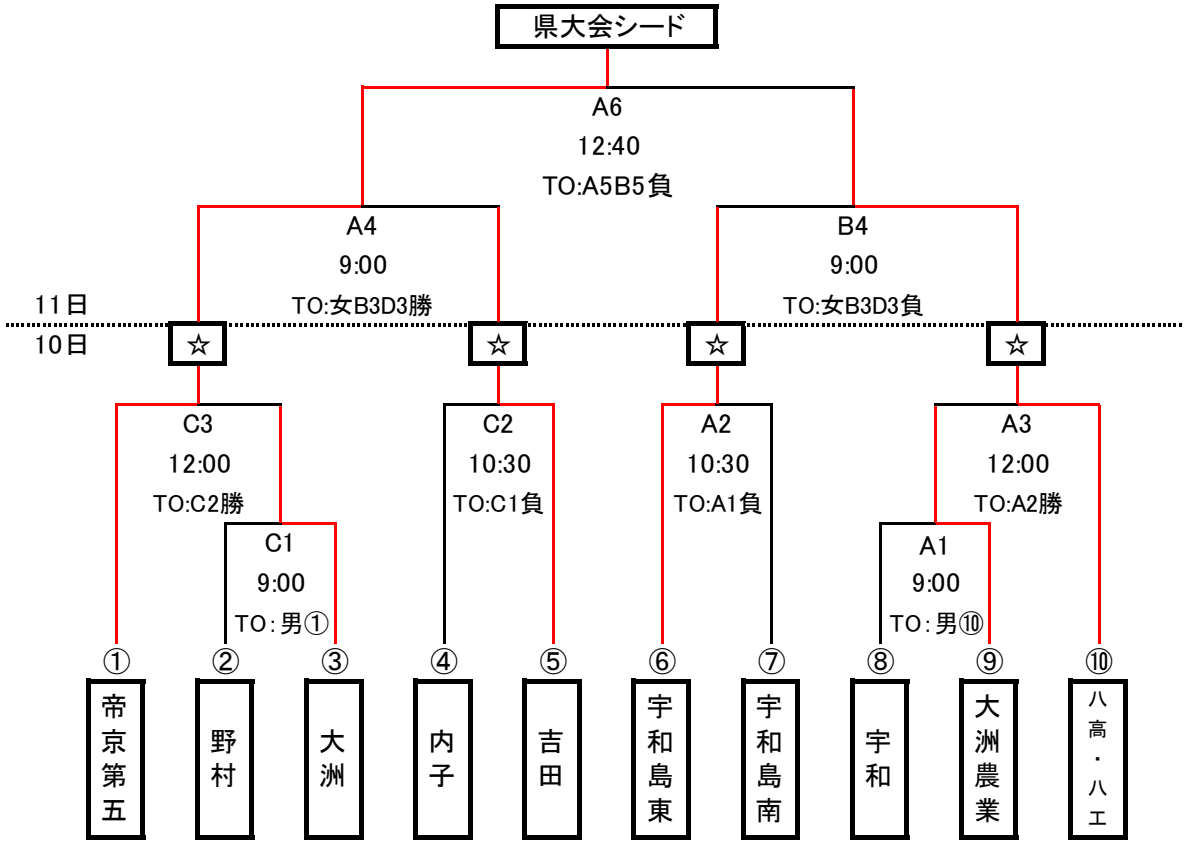 県大会シード
A6
12:40
TO:A5B5負
A4
9:00
TO:女B3D3勝
B4
9:00
TO:女B3D3負
11日
10日
☆ ☆ ☆ ☆
C3
12:00
TO:C2勝
C2
10:30
TO:C1負
A2
10:30
TO:A1負
A3
12:00
TO:A2勝
C1
9:00
TO:男①
A1
9:00
TO:男⑩
① ② ③ ④ ⑤ ⑥ ⑦ ⑧ ⑨ ⑩
帝京第五
野村
大洲
内子
吉田
宇和島東
宇和島南
宇和
大洲農業
八高・八工